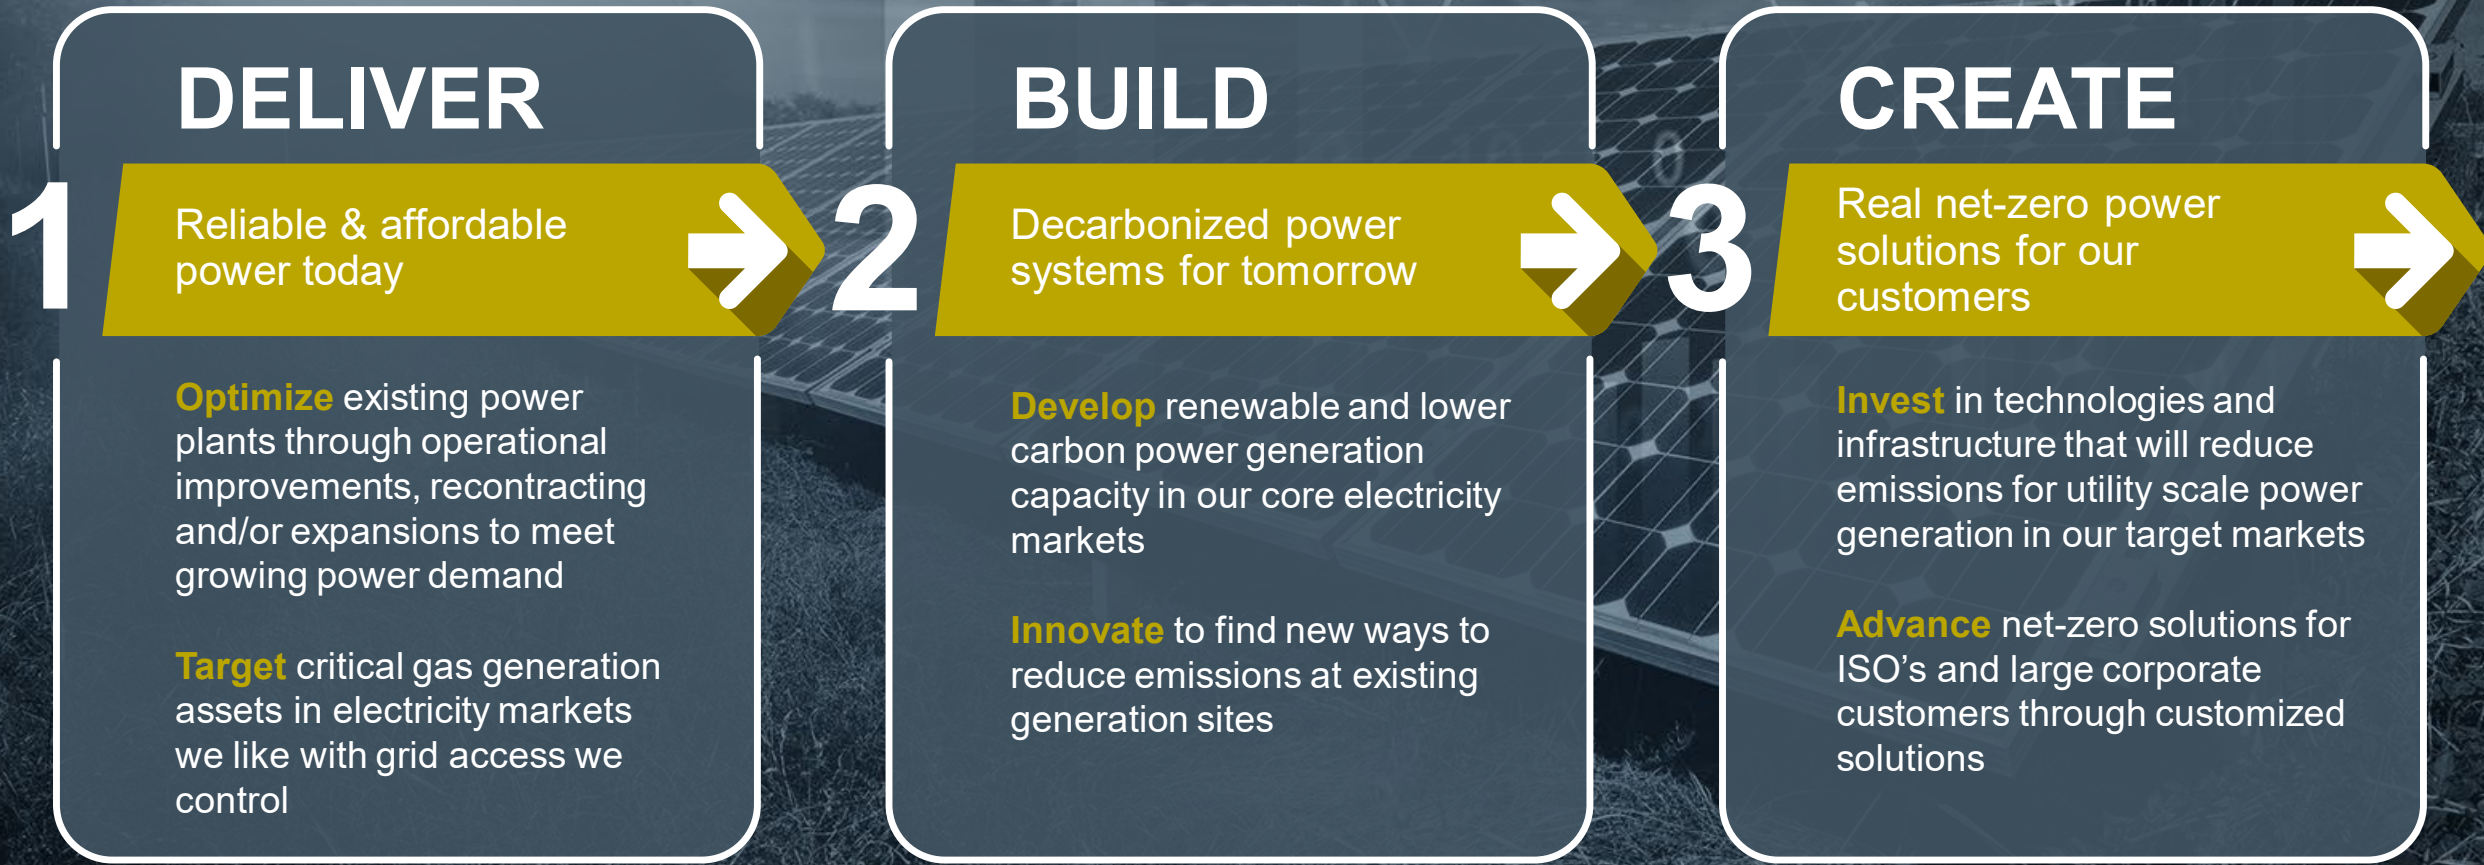 DELIVER
1
Reliable & affordable
power today
Optimize existing power
plants through operational
improvements, recontracting
and/or expansions to meet
growing power demand
Target critical gas generation
assets in electricity markets
we like with grid access we
control
BUILD
2
Decarbonized power
systems for tomorrow
Develop renewable and lower
carbon power generation
capacity in our core electricity
markets
Innovate to find new ways to
reduce emissions at existing
generation sites
CREATE
3
Real net-zero power
solutions for our
customers
Invest in technologies and
infrastructure that will reduce
emissions for utility scale power
generation in our target markets
Advance net-zero solutions for
ISO’s and large corporate
customers through customized
solutions